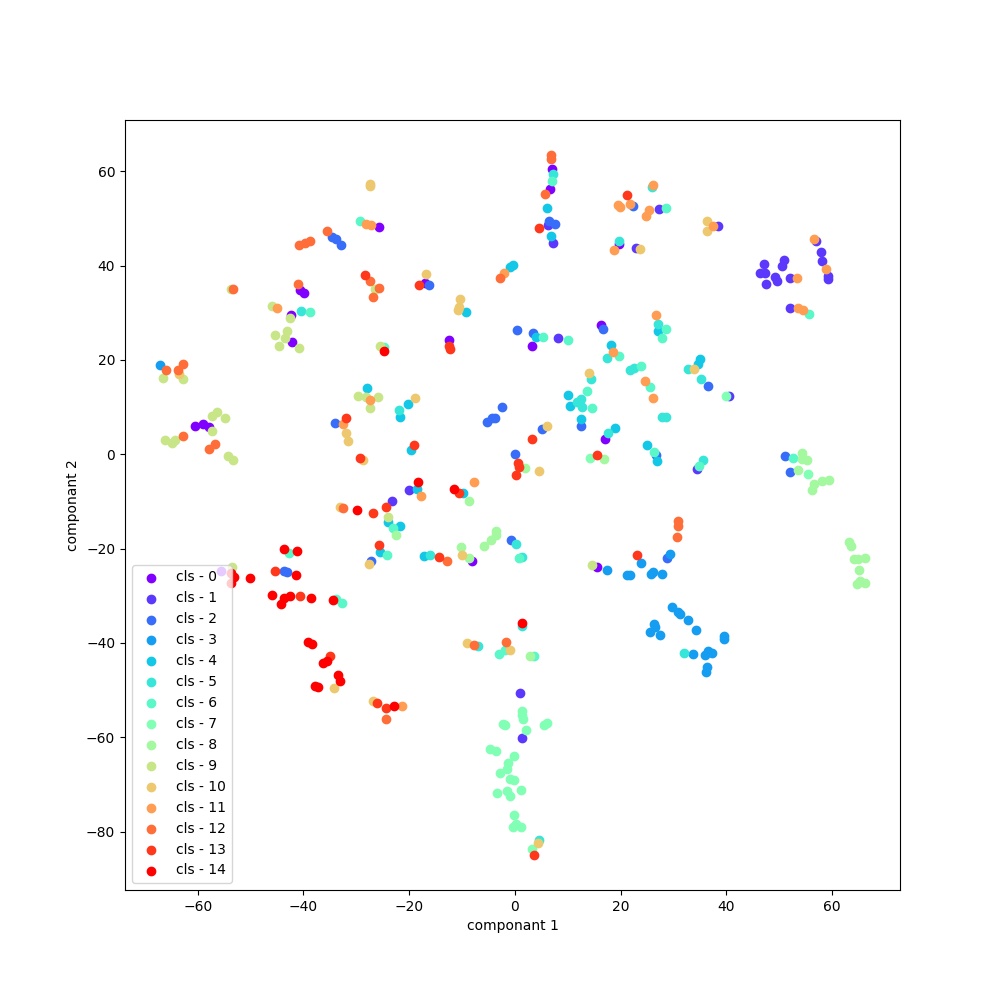 60
40
20
0
−20
−40
−60
−80
componant 2
cls - 0
cls - 1
cls - 2
cls - 3
cls - 4
cls - 5
cls - 6
cls - 7
cls - 8
cls - 9
cls - 10
cls - 11
cls - 12
cls - 13
cls - 14
−60 −40 −20 0 20 40 60
componant 1